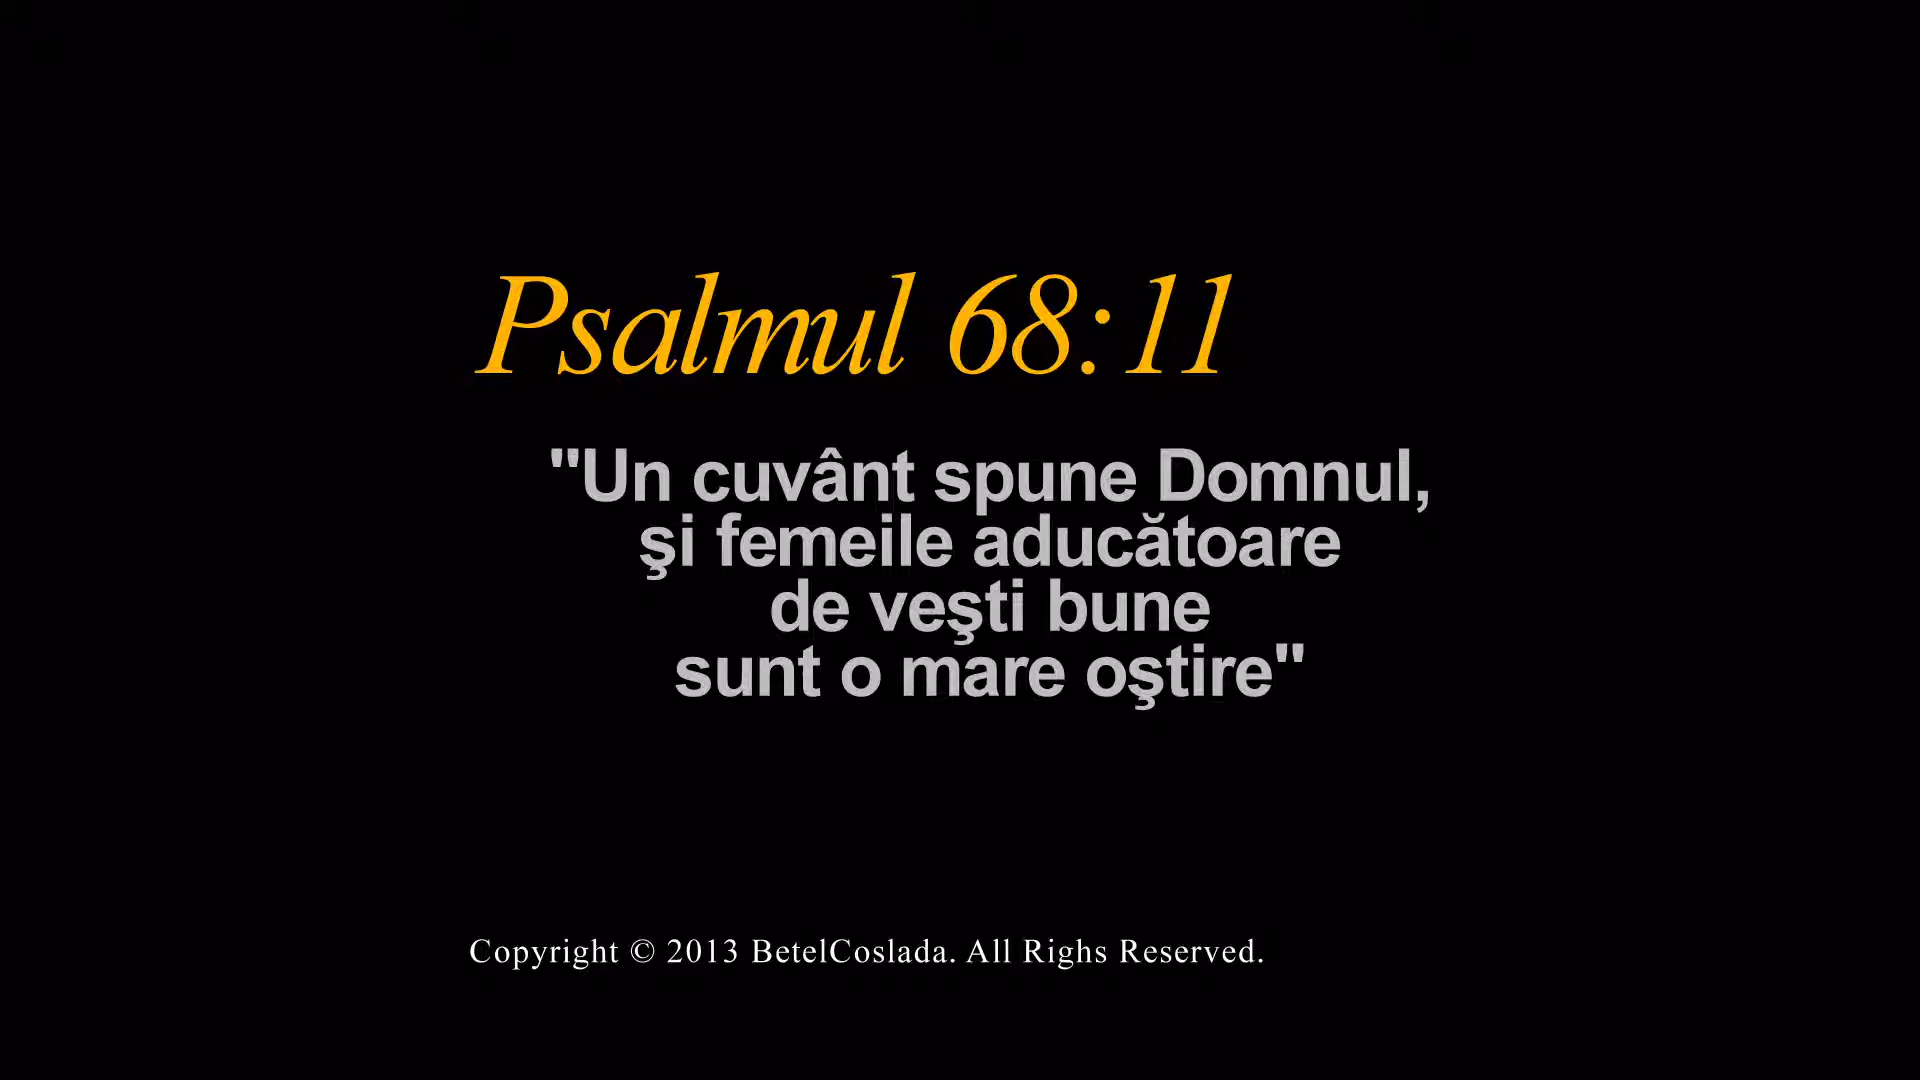 Psalmul 68:11
"Un cuvânt spune Domnul,
şi femeile aducătoare
de veşti bune
sunt o mare oştire"
Copyright © 2013 BetelCoslada. All Righs Reserved.